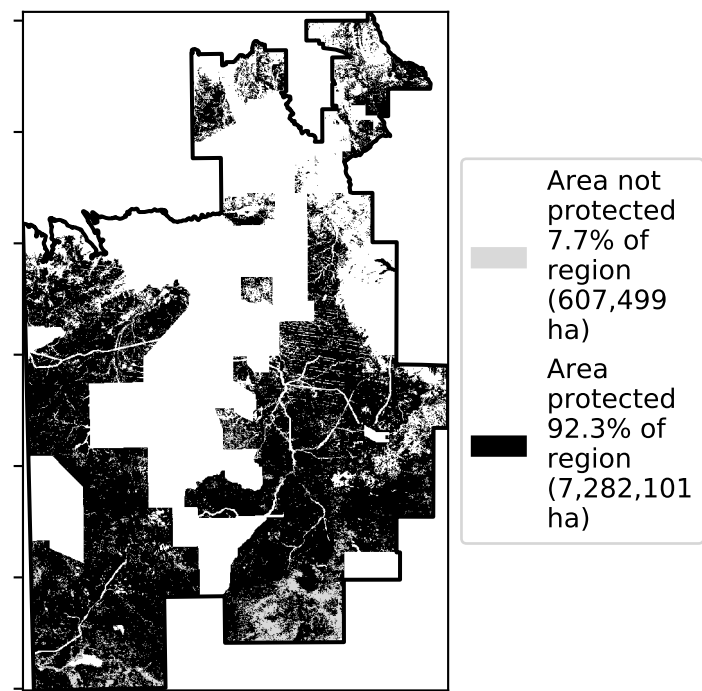 Area not
protected
7.7% of
region
(607,499
ha)
Area
protected
92.3% of
region
(7,282,101
ha)